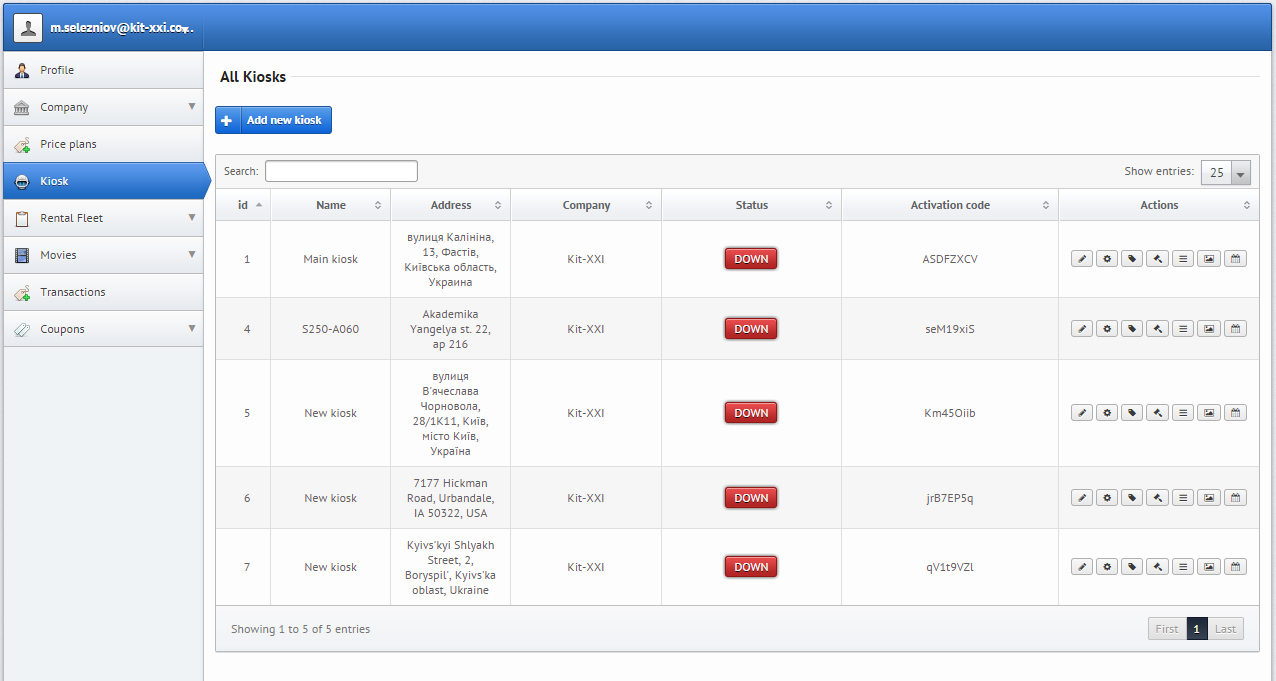 m.selezniov@kit-xxi.co...
Profile
Company
Price plans
Kiosk
Rental Fleet
Movies
Transactions
Coupons
All Kiosks
Add new kiosk
Search:
Show entries: 25
id Name Address Company Status Activation code Actions
1 Main kiosk
вулиця Калініна,
13, Фастів,
Київська область,
Украина
Kit-XXI DOWN ASDFZXCV
4 S250-A060
Akademika
Yangelya st. 22,
ap 216
Kit-XXI DOWN seM19xiS
5 New kiosk
вулиця
В'ячеслава
Чорновола,
28/1К11, Київ,
місто Київ,
Україна
Kit-XXI DOWN Km45Oiib
6 New kiosk
7177 Hickman
Road, Urbandale,
IA 50322, USA
Kit-XXI DOWN jrB7EP5q
7 New kiosk
Kyivs'kyi Shlyakh
Street, 2,
Boryspil', Kyivs'ka
oblast, Ukraine
Kit-XXI DOWN qV1t9VZl
Showing 1 to 5 of 5 entries
First 1 Last